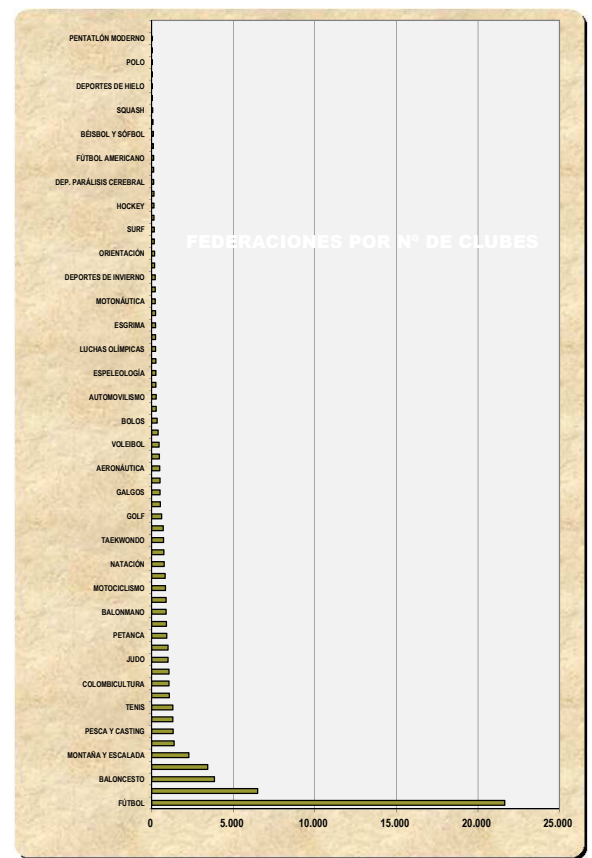 PENTATLÓN MODERNO
POLO
DEPORTES DE HIELO
SQUASH
BÉISBOL Y SÓFBOL
FÚTBOL AMERICANO
DEP. PARÁLISIS CEREBRAL
HOCKEY
SURF
FEDERACIONES POR Nº DE CLUBES
ORIENTACIÓN
DEPORTES DE INVIERNO
MOTONÁUTICA
ESGRIMA
LUCHAS OLÍMPICAS
ESPELEOLOGÍA
AUTOMOVILISMO
BOLOS
VOLEIBOL
AERONÁUTICA
GALGOS
GOLF
TAEKWONDO
NATACIÓN
MOTOCICLISMO
BALONMANO
PETANCA
JUDO
COLOMBICULTURA
TENIS
PESCA Y CASTING
MONTAÑA Y ESCALADA
BALONCESTO
FÚTBOL
0 5.000 10.000 15.000 20.000 25.000